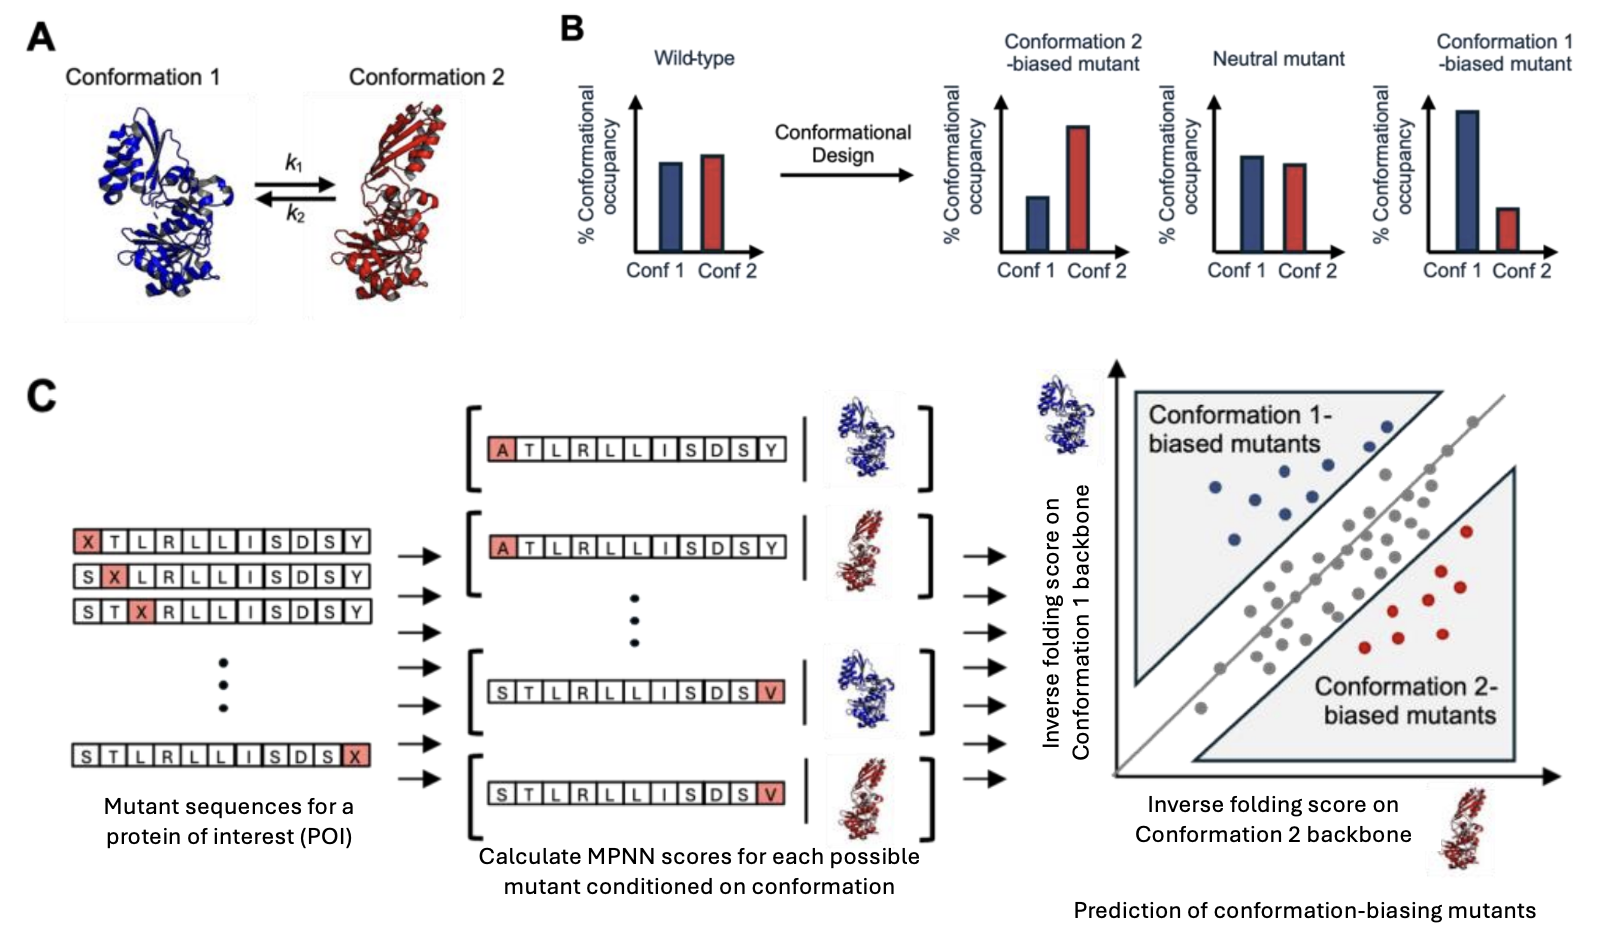 A
Conformation 1
Conformation 2
k1
k2
B
Wild-type
% Conformational
occupancy
Conf 1
Conf 2
Conformational
Design
Conformation 2
-biased mutant
% Conformational
occupancy
Conf 1
Conf 2
Neutral mutant
% Conformational
occupancy
Conf 1
Conf 2
Conformation 1
-biased mutant
% Conformational
occupancy
Conf 1
Conf 2
C
X T L R L L I S D S Y
S X L R L L I S D S Y
S T X R L L I S D S Y
S T L R L L I S D S X
Mutant sequences for a
protein of interest (POI)
A T L R L L I S D S Y
A T L R L L I S D S Y
S T L R L L I S D S V
S T L R L L I S D S V
Calculate MPNN scores for each possible
mutant conditioned on conformation
Inverse folding score on
Conformation 1 backbone
Conformation 1-
biased mutants
Conformation 2-
biased mutants
Inverse folding score on
Conformation 2 backbone
Prediction of conformation-biasing mutants